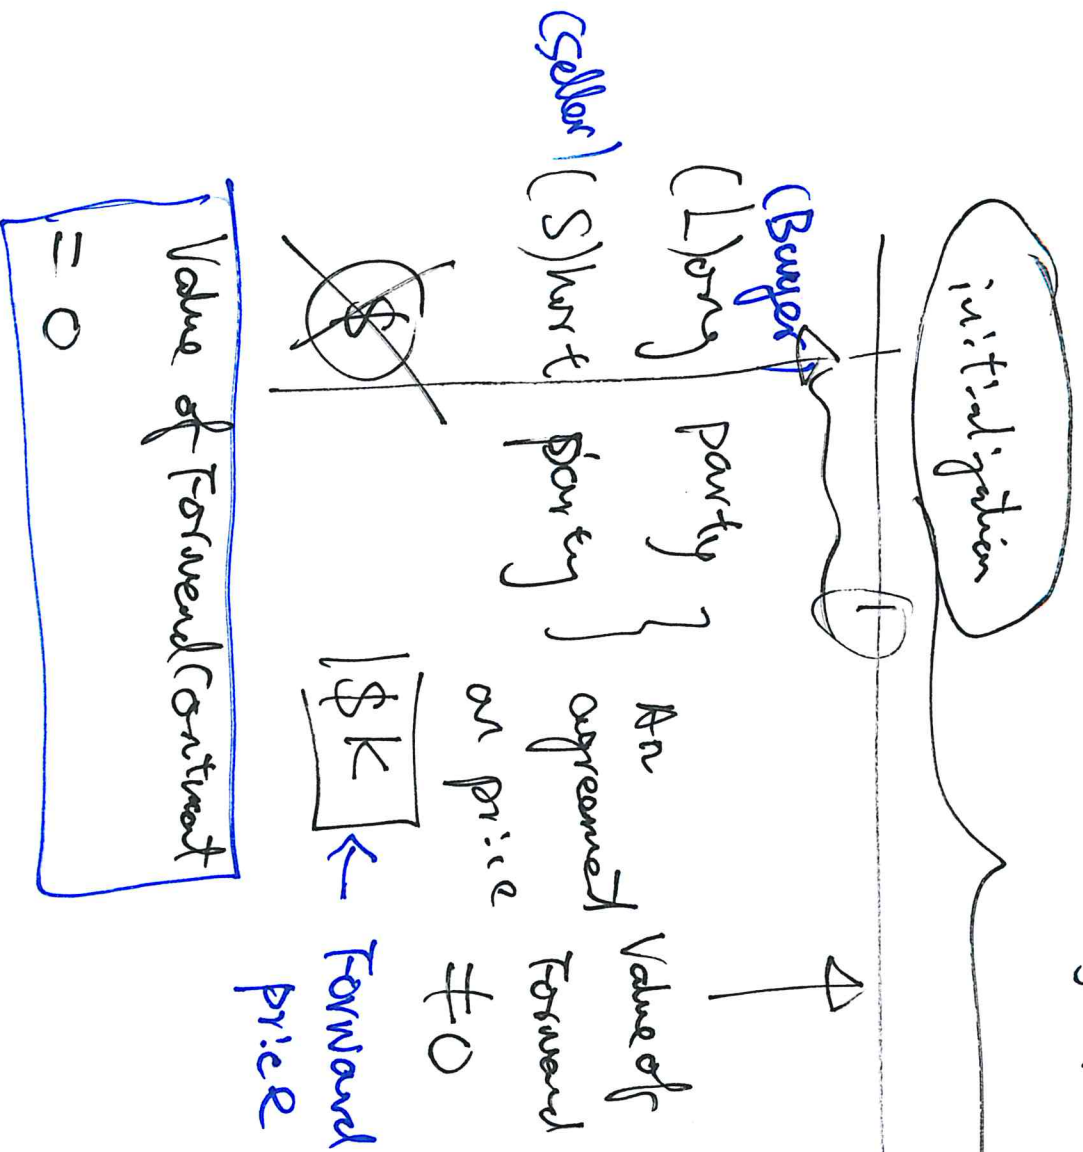 initialization
(Buyer)
(L)ong party
(Seller) (S)hort party
An
agreement
on price
$K ← Forward
price
$
Value of
Forward
≠ 0
Value of Forward Contract
= 0